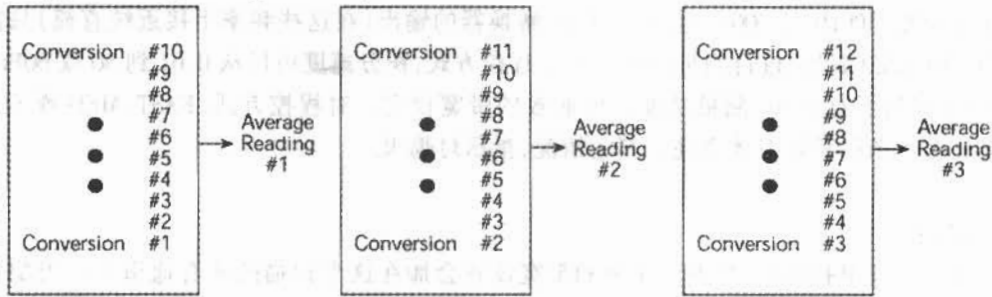 Conversion #10
#9
#8
#7
#6
#5
#4
#3
#2
Conversion #1
Average
Reading
#1
Conversion #11
#10
#9
#8
#7
#6
#5
#4
#3
Conversion #2
Average
Reading
#2
Conversion #12
#11
#10
#9
#8
#7
#6
#5
#4
Conversion #3
Average
Reading
#3